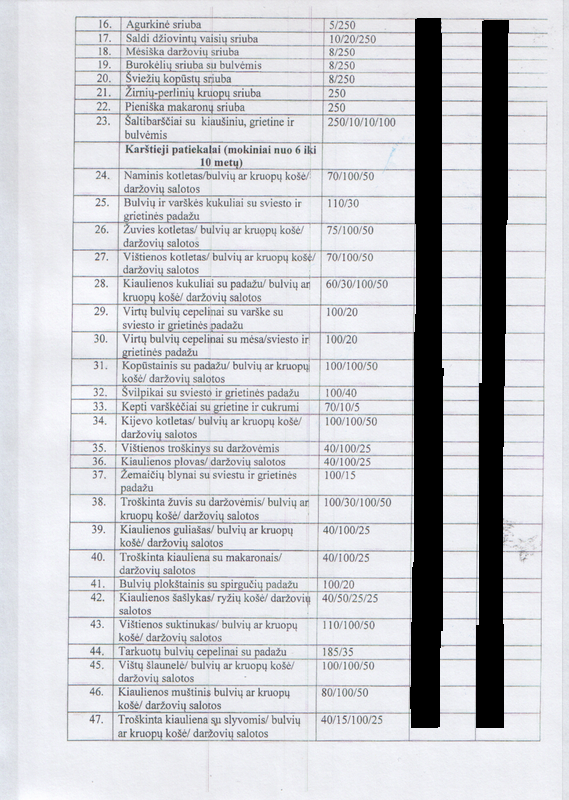 16. Agurkinė sriuba 5/250
17. Saldi džiovintų vaisių sriuba 10/20/250
18. Mėsiška daržovių sriuba 8/250
19. Burokėlių sriuba su bulvėmis 8/250
20. Šviežių kopūstų sriuba 8/250
21. Žirnių-perlinių kruopų sriuba 250
22. Pieniška makaronų sriuba 250
23. Šaltibarščiai su kiaušiniu, grietine ir 250/10/10/100
bulvėmis
Karštieji patiekalai (mokiniai nuo 6 iki
10 metų)
24. Naminis kotletas/bulvių ar kruopų košė/ 70/100/50
daržovių salotos
25. Bulvių ir varškės kukuliai su sviesto ir 110/30
grietinės padažu
26. Žuvies kotletas/ bulvių ar kruopų košė/ 75/100/50
daržovių salotos
27. Vištienos kotletas/ bulvių ar kruopų košė/ 70/100/50
daržovių salotos
28. Kiaulienos kukuliai su padažu/ bulvių ar 60/30/100/50
kruopų košė/ daržovių salotos
29. Virtų bulvių cepelinai su varške su 100/20
sviesto ir grietinės padažu
30. Virtų bulvių cepelinai su mėsa/sviesto ir 100/20
grietinės padažu
31. Kopūstainis su padažu/ bulvių ar kruopų 100/100/50
košė/ daržovių salotos
32. Švilpikai su sviesto ir grietinės padažu 100/40
33. Kepti varškėčiai su grietine ir cukrumi 70/10/5
34. Kijevo kotletas/ bulvių ar kruopų košė/ 100/100/50
daržovių salotos
35. Vištienos troškinys su daržovėmis 40/100/25
36. Kiaulienos plovas/ daržovių salotos 40/100/25
37. Žemaičių blynai su sviestu ir grietinės 100/15
padažu
38. Troškinta žuvis su daržovėmis/ bulvių ar 100/30/100/50
kruopų košė/ daržovių salotos
39. Kiaulienos guliašas/ bulvių ar kruopų 40/100/25
košė/ daržovių salotos
40. Troškinta kiauliena su makaronais/ 40/100/25
daržovių salotos
41. Bulvių plokštainis su spirgučių padažu 100/20
42. Kiaulienos šašlykas/ ryžių košė/ daržovių 40/50/25/25
salotos
43. Vištienos suktinukas/ bulvių ar kruopų 110/100/50
košė/ daržovių salotos
44. Tarkuotų bulvių cepelinai su padažu 185/35
45. Vištų šlaunelė/ bulvių ar kruopų košė/ 100/100/50
daržovių salotos
46. Kiaulienos muštinis bulvių ar kruopų 80/100/50
košė/ daržovių salotos
47. Troškinta kiauliena su slyvomis/ bulvių 40/15/100/25
ar kruopų košė/ daržovių salotos